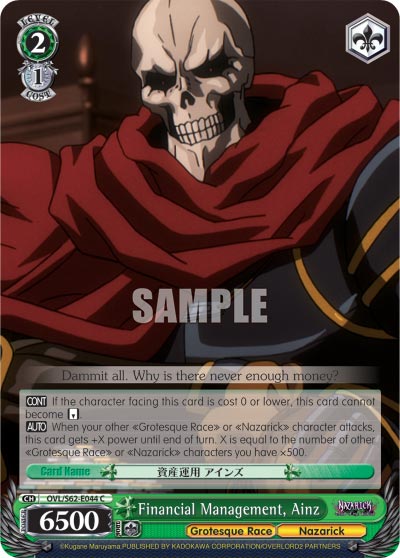 LEVEL
2
1
COST
SAMPLE
Dammit all. Why is there never enough money?
CONT If the character facing this card is cost 0 or lower, this card cannot
become
AUTO When your other «Grotesque Race» or «Nazarick» character attacks,
this card gets +X power until end of turn. X is equal to the number of other
«Grotesque Race» or «Nazarick» characters you have ×500.
Card Name
資産運用 アインズ
CH OVL/S62-E044 C
Financial Management, Ainz
NAZARICK
POWER
6500
Grotesque Race
Nazarick
©Kugane Maruyama,PUBLISHED BY KADOKAWA CORPORATION/OVERLORD2 PARTNERS